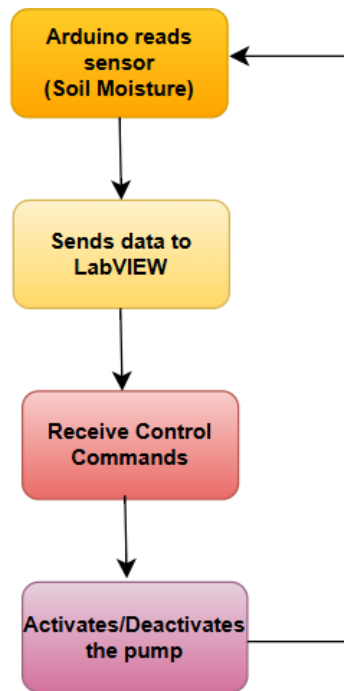 Arduino reads
sensor
(Soil Moisture)
Sends data to
LabVIEW
Receive Control
Commands
Activates/Deactivates
the pump